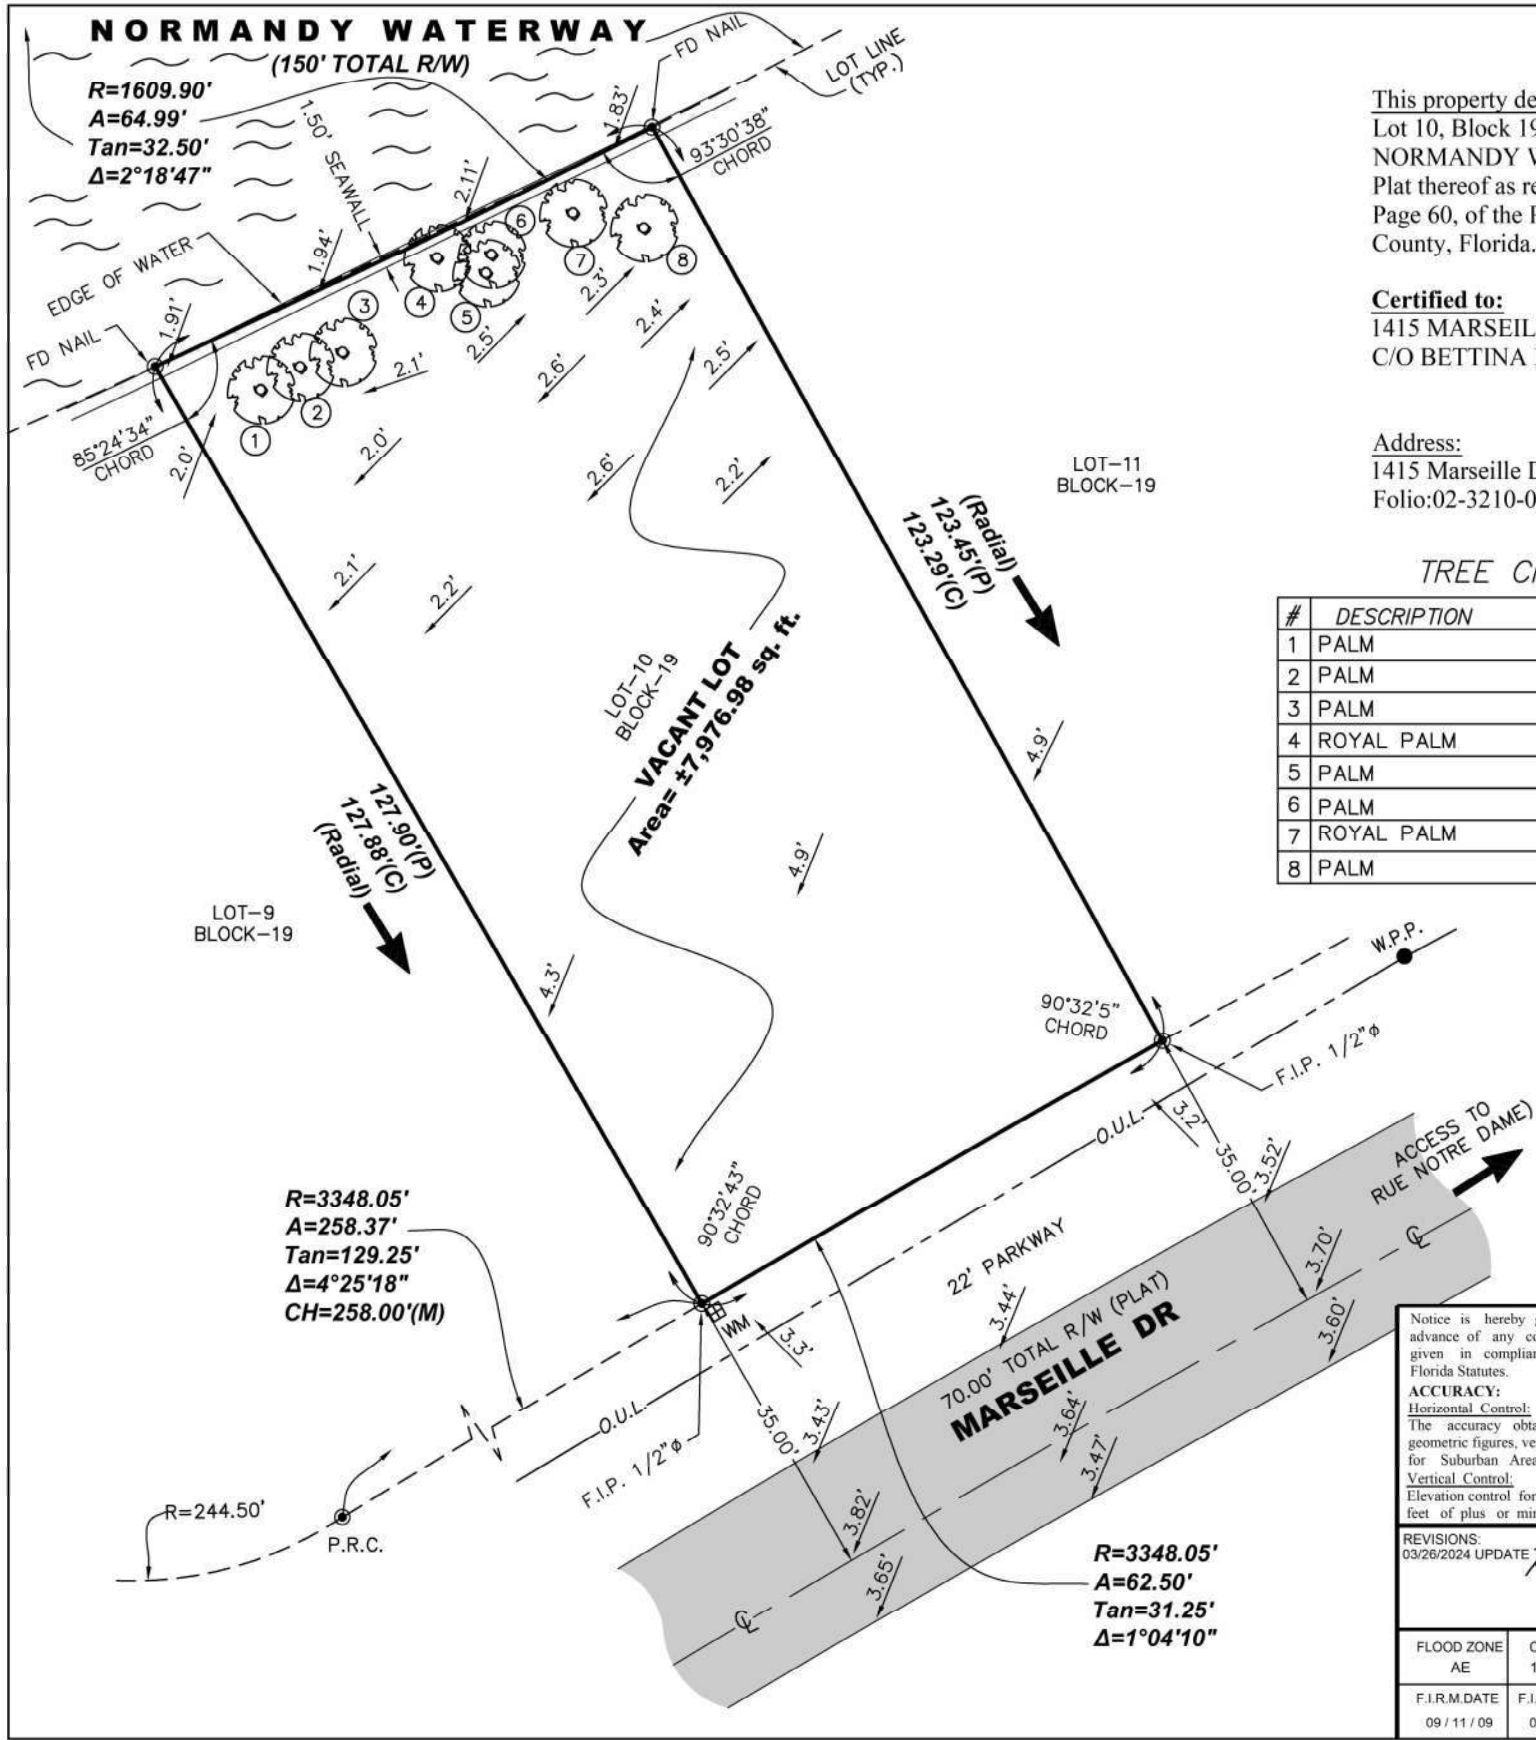 NORMANDY WATERWAY
(150' TOTAL R/W)
R=1609.90'
A=64.99'
Tan=32.50'
Δ=2°18'47"
FD NAIL
LOT LINE
(TYP.)
1.83'
93°30'38"
CHORD
1.50' SEAWALL
2.11'
1.94'
EDGE OF WATER
1.91'
FD NAIL
85°24'34"
CHORD
2.0'
1
2
3
4
5
6
7
8
2.3'
2.4'
2.5'
2.5'
2.6'
2.1'
2.0'
2.6'
2.2'
2.1'
2.2'
LOT-11
BLOCK-19
(Radial)
123.45'(P)
123.29'(C)
LOT-10
BLOCK-19
VACANT LOT
Area= ±7,976.98 sq. ft.
4.9'
4.9'
4.3'
127.90'(P)
127.88'(C)
(Radial)
LOT-9
BLOCK-19
90°32'5"
CHORD
W.P.P.
F.I.P. 1/2"ϕ
O.U.L.
3.2'
35.00'
3.52'
ACCESS TO
RUE NOTRE DAME)
90°32'43"
CHORD
R=3348.05'
A=258.37'
Tan=129.25'
Δ=4°25'18"
CH=258.00'(M)
22' PARKWAY
3.70'
3.60'
3.44'
WM
3.3'
70.00' TOTAL R/W (PLAT)
MARSEILLE DR
3.64'
3.47'
35.00'
3.43'
O.U.L.
F.I.P. 1/2"ϕ
3.82'
3.65'
R=244.50'
P.R.C.
R=3348.05'
A=62.50'
Tan=31.25'
Δ=1°04'10"
This property de
Lot 10, Block 19
NORMANDY W
Plat thereof as re
Page 60, of the
County, Florida.
Certified to:
1415 MARSEIL
C/O BETTINA
Address:
1415 Marseille D
Folio:02-3210-0
TREE C
# DESCRIPTION
1 PALM
2 PALM
3 PALM
4 ROYAL PALM
5 PALM
6 PALM
7 ROYAL PALM
8 PALM
Notice is hereby
advance of any co
given in complian
Florida Statutes.
ACCURACY:
Horizontal Control:
The accuracy obta
geometric figures, ve
for Suburban Area
Vertical Control:
Elevation control for
feet of plus or min
REVISIONS:
03/26/2024 UPDATE
FLOOD ZONE
AE
F.I.R.M.DATE F.I.
09 / 11 / 09 0